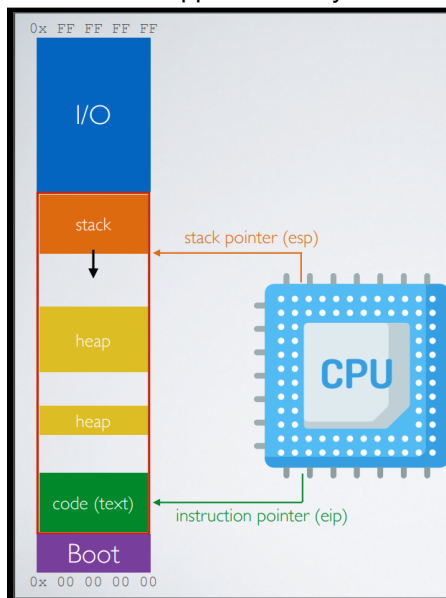 0x FF FF FF FF
I/O
stack
stack pointer (esp)
heap
CPU
heap
code (text)
instruction pointer (eip)
Boot
0x 00 00 00 00